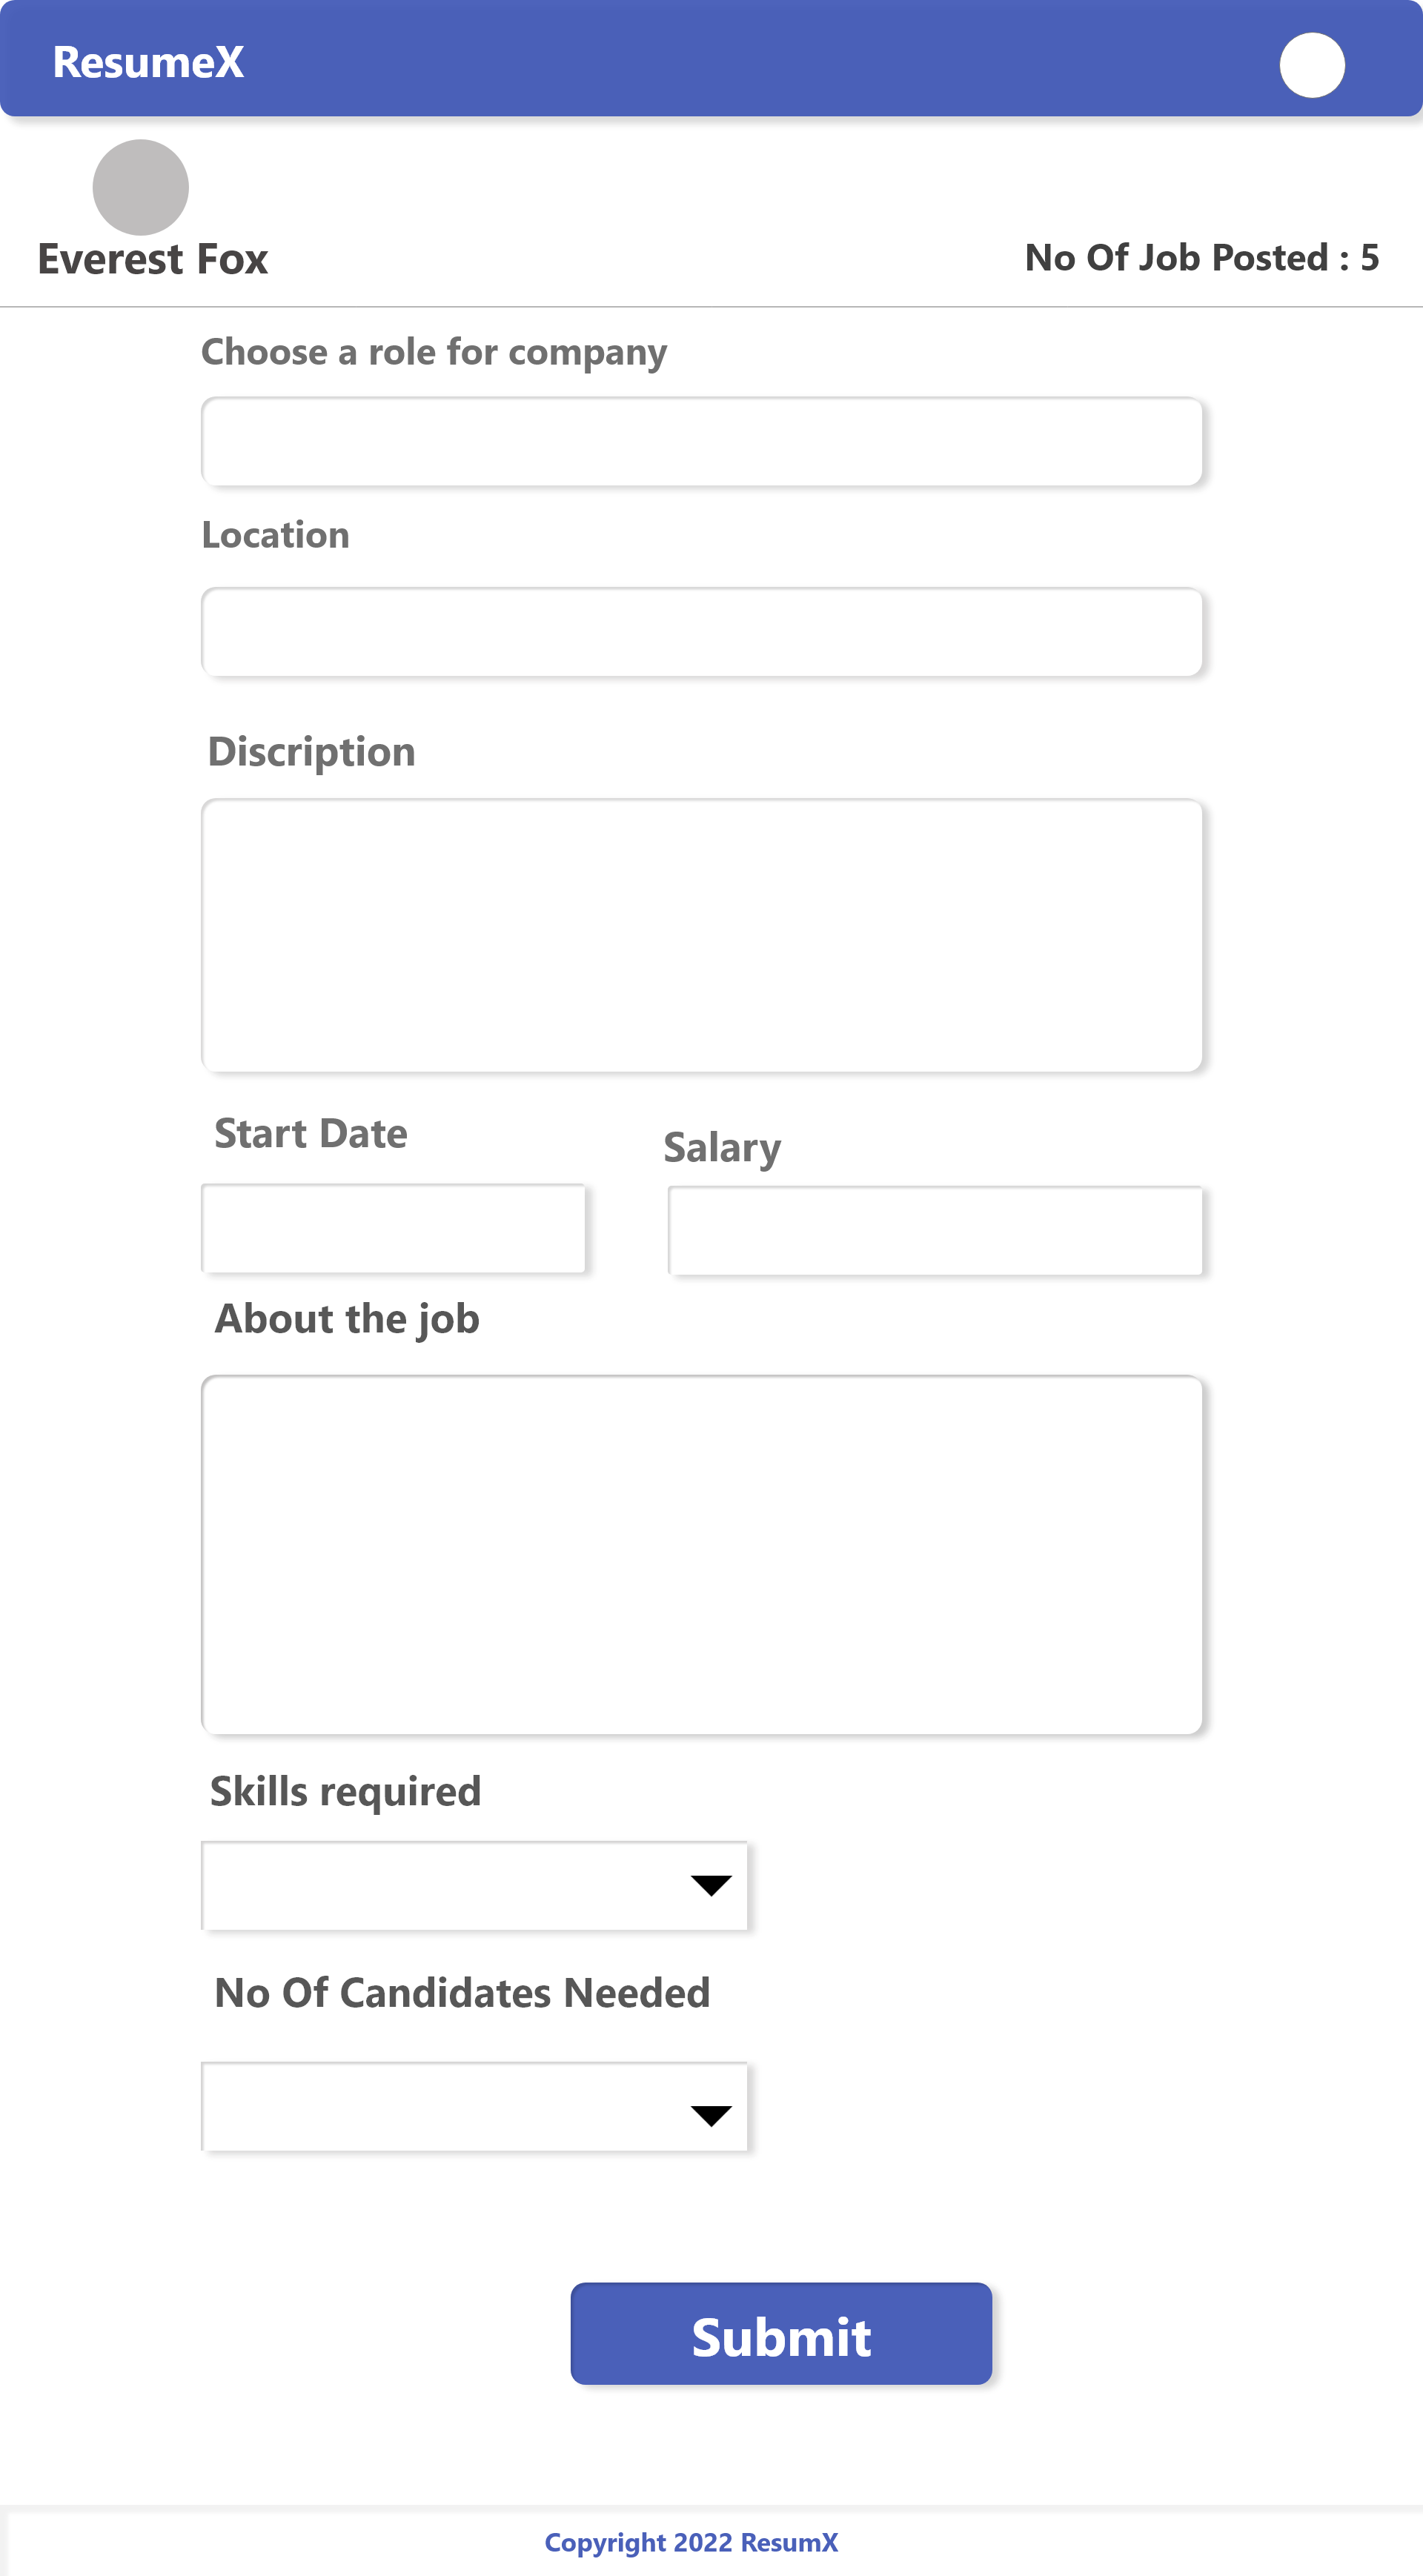 ResumeX
Everest Fox
No Of Job Posted : 5
Choose a role for company
Location
Discription
Start Date
Salary
About the job
Skills required
No Of Candidates Needed
Submit
Copyright 2022 ResumX